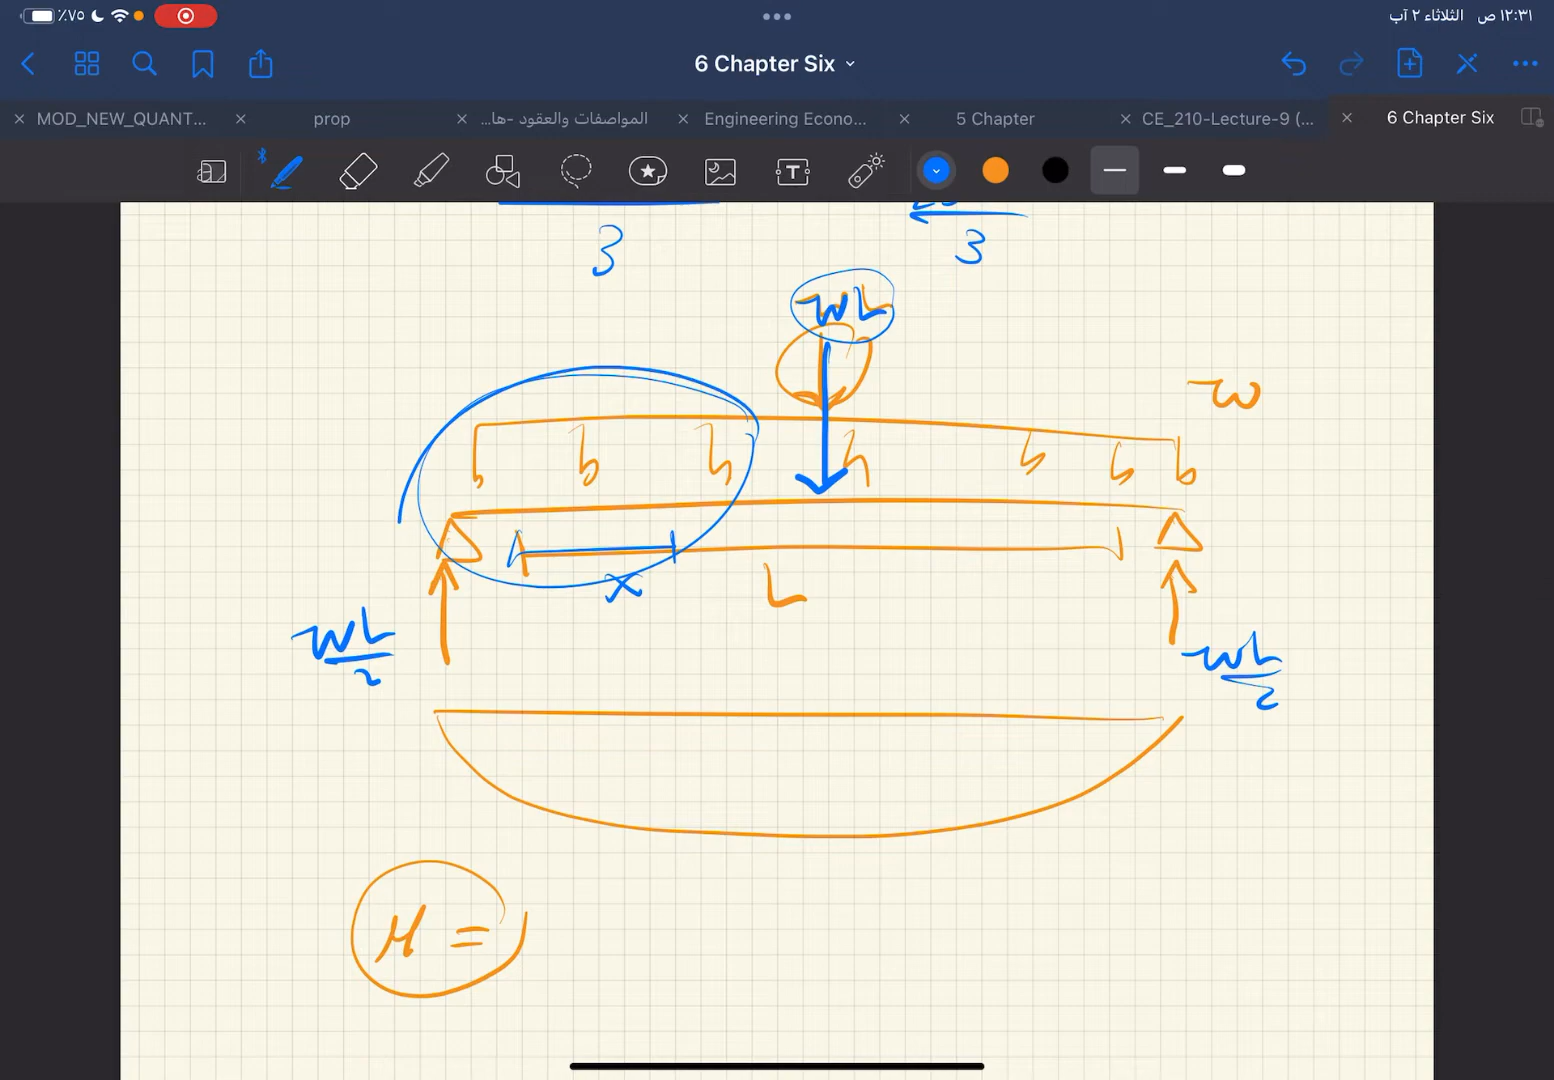 ٪٧٥
١٢:٣١ ص الثلاثاء ٢ آب
6 Chapter Six
MOD_NEW_QUANT...
prop
المواصفات والعقود -ها...
Engineering Econo...
5 Chapter
CE_210-Lecture-9 (...
6 Chapter Six
T
3
3
wL
w
x
L
wL
2
wL
2
M =